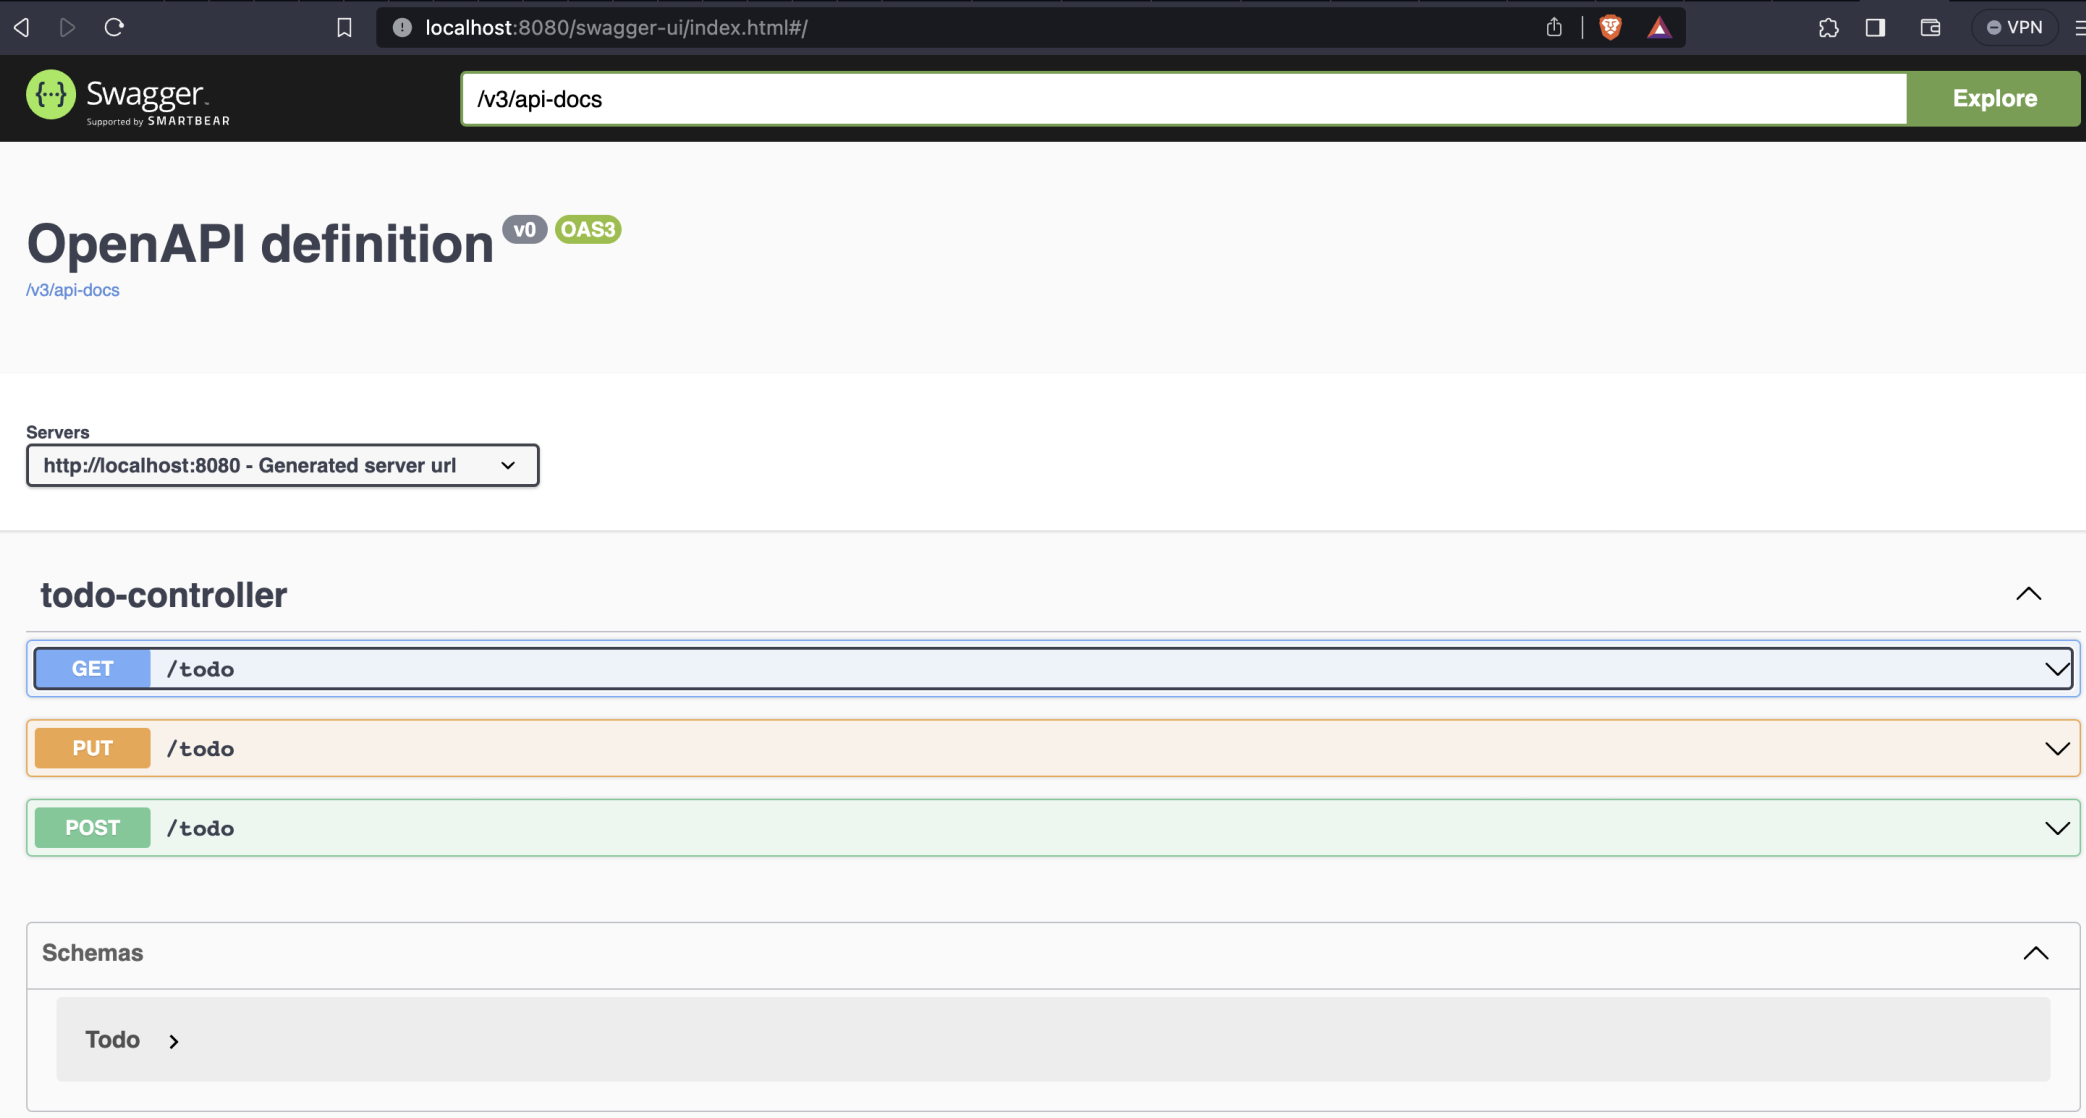 localhost:8080/swagger-ui/index.html#/
VPN
{···} Swagger™
Supported by SMARTBEAR
/v3/api-docs
Explore
OpenAPI definition v0 OAS3
/v3/api-docs
Servers
http://localhost:8080 - Generated server url
todo-controller
GET /todo
PUT /todo
POST /todo
Schemas
Todo